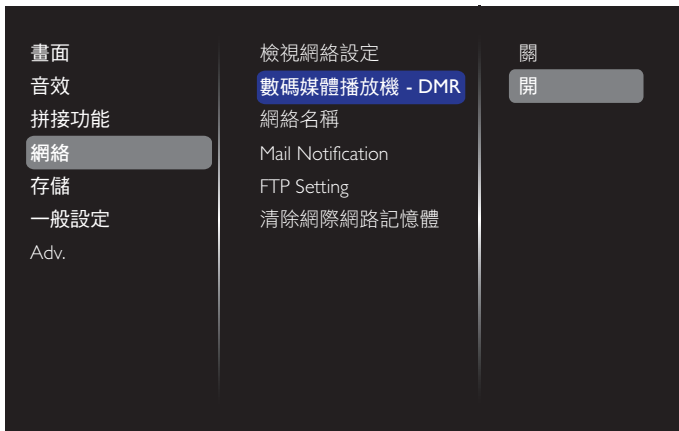 畫面
音效
拼接功能
網絡
存儲
一般設定
Adv.
檢視網絡設定
數碼媒體播放機 - DMR
網絡名稱
Mail Notification
FTP Setting
清除網際網路記憶體
關
開